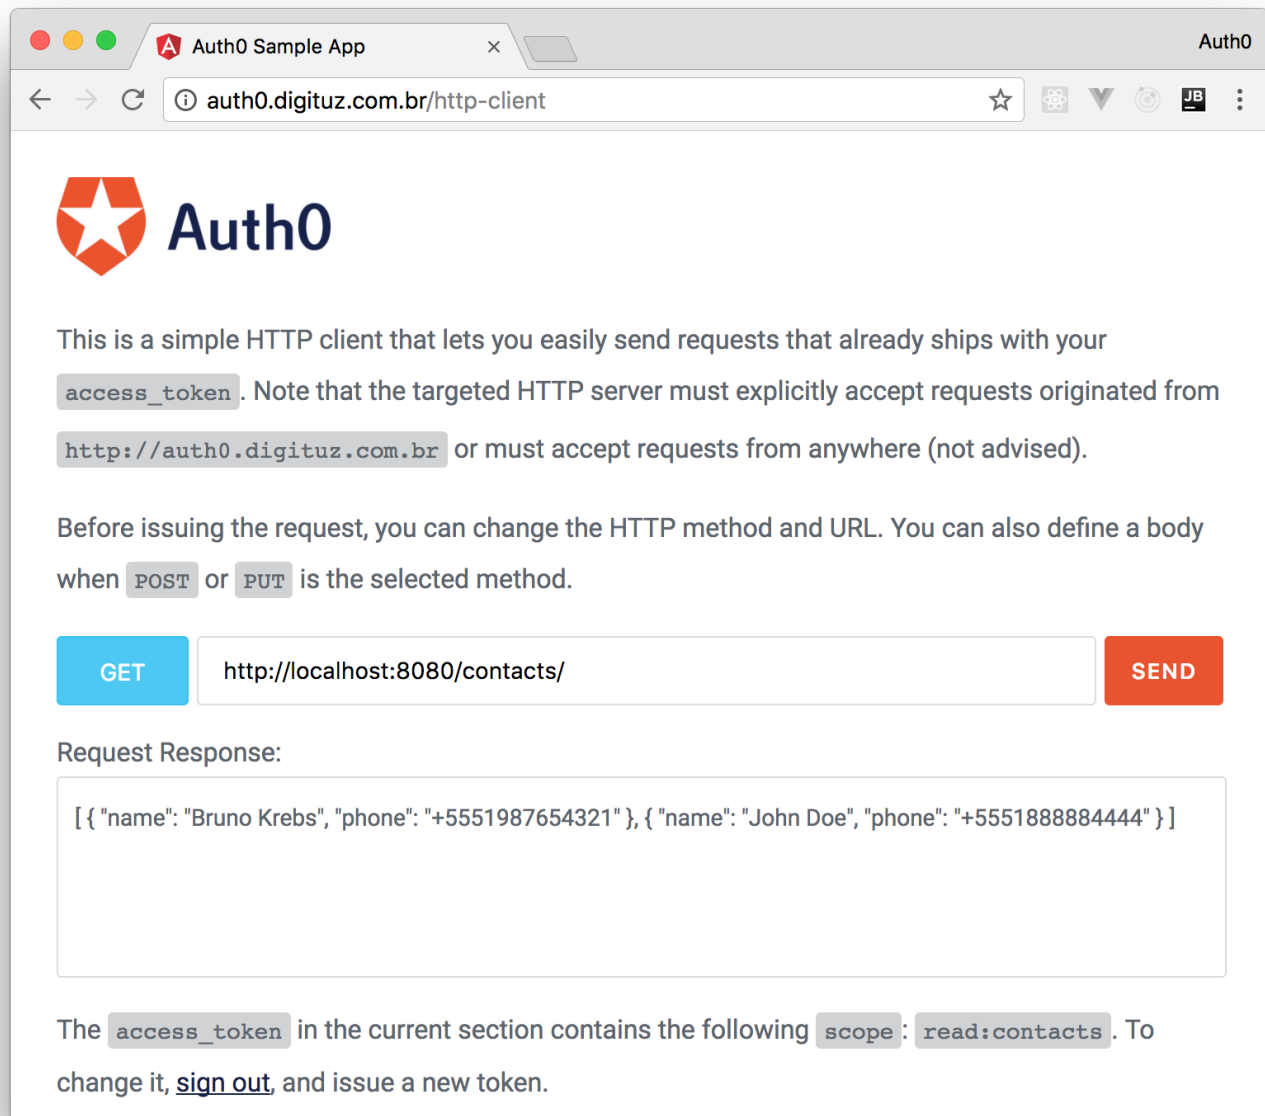 Auth0 Sample App
Auth0
auth0.digituz.com.br/http-client
JB
Auth0
This is a simple HTTP client that lets you easily send requests that already ships with your
access_token. Note that the targeted HTTP server must explicitly accept requests originated from
http://auth0.digituz.com.br or must accept requests from anywhere (not advised).
Before issuing the request, you can change the HTTP method and URL. You can also define a body
when POST or PUT is the selected method.
GET http://localhost:8080/contacts/ SEND
Request Response:
[ { "name": "Bruno Krebs", "phone": "+5551987654321" }, { "name": "John Doe", "phone": "+5551888884444" } ]
The access_token in the current section contains the following scope: read:contacts. To
change it, sign out, and issue a new token.